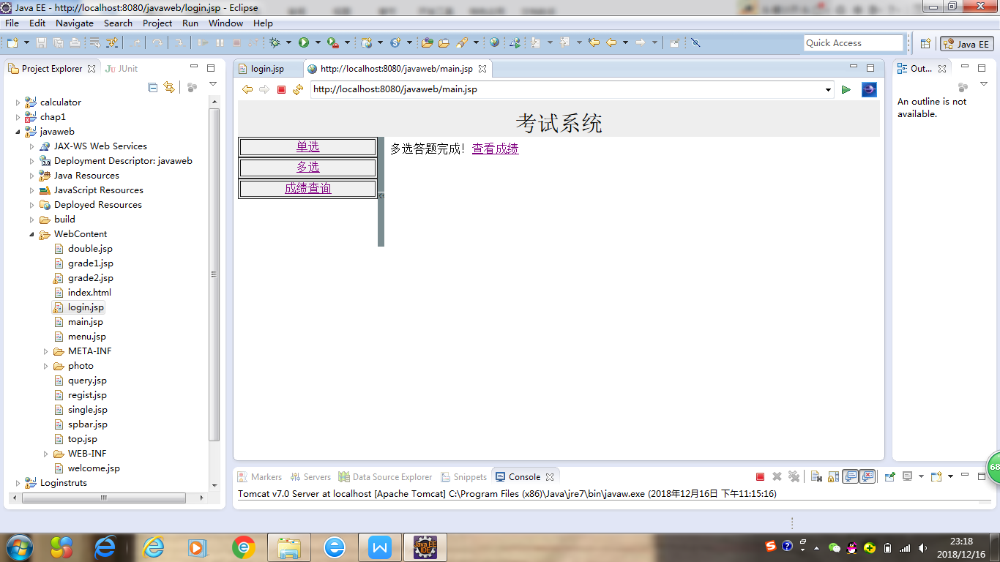 Java EE - http://localhost:8080/javaweb/login.jsp - Eclipse
File Edit Navigate Search Project Run Window Help
Quick Access
Java EE
Project Explorer
JUnit
calculator
chap1
javaweb
JAX-WS Web Services
Deployment Descriptor: javaweb
Java Resources
JavaScript Resources
Deployed Resources
build
WebContent
double.jsp
grade1.jsp
grade2.jsp
index.html
login.jsp
main.jsp
menu.jsp
META-INF
photo
query.jsp
regist.jsp
single.jsp
spbar.jsp
top.jsp
WEB-INF
welcome.jsp
Loginstruts
login.jsp
http://localhost:8080/javaweb/main.jsp
http://localhost:8080/javaweb/main.jsp
考试系统
单选
多选
成绩查询
多选答题完成！查看成绩
Out...
An outline is not
available.
Markers Servers Data Source Explorer Snippets Console
Tomcat v7.0 Server at localhost [Apache Tomcat] C:\Program Files (x86)\Java\jre7\bin\javaw.exe (2018年12月16日 下午11:15:16)
68
Java EE
IDE
23:18
2018/12/16